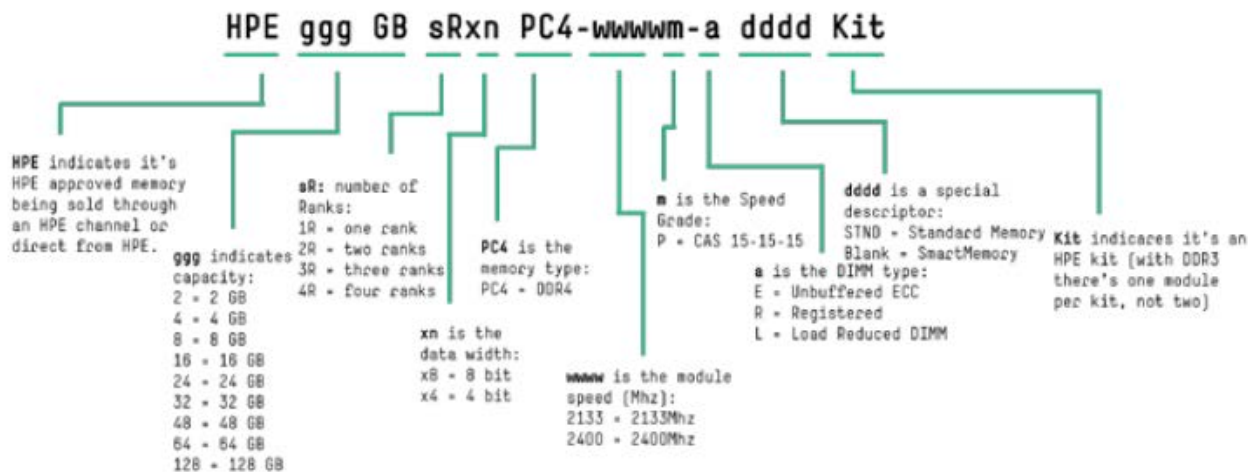 HPE ggg GB sRxn PC4-wwwwm-a dddd Kit
HPE indicates it's
HPE approved memory
being sold through
an HPE channel or
direct from HPE.
ggg indicates
capacity:
2 = 2 GB
4 = 4 GB
8 = 8 GB
16 = 16 GB
24 = 24 GB
32 = 32 GB
48 = 48 GB
64 = 64 GB
128 = 128 GB
sR: number of
Ranks:
1R = one rank
2R = two ranks
3R = three ranks
4R = four ranks
xn is the
data width:
x8 = 8 bit
x4 = 4 bit
PC4 is the
memory type:
PC4 = DDR4
wwww is the module
speed (Mhz):
2133 = 2133Mhz
2400 = 2400Mhz
m is the Speed
Grade:
P = CAS 15-15-15
a is the DIMM type:
E = Unbuffered ECC
R = Registered
L = Load Reduced DIMM
dddd is a special
descriptor:
STND = Standard Memory
Blank = SmartMemory
Kit indicares it's an
HPE kit (with DDR3
there's one module
per kit, not two)